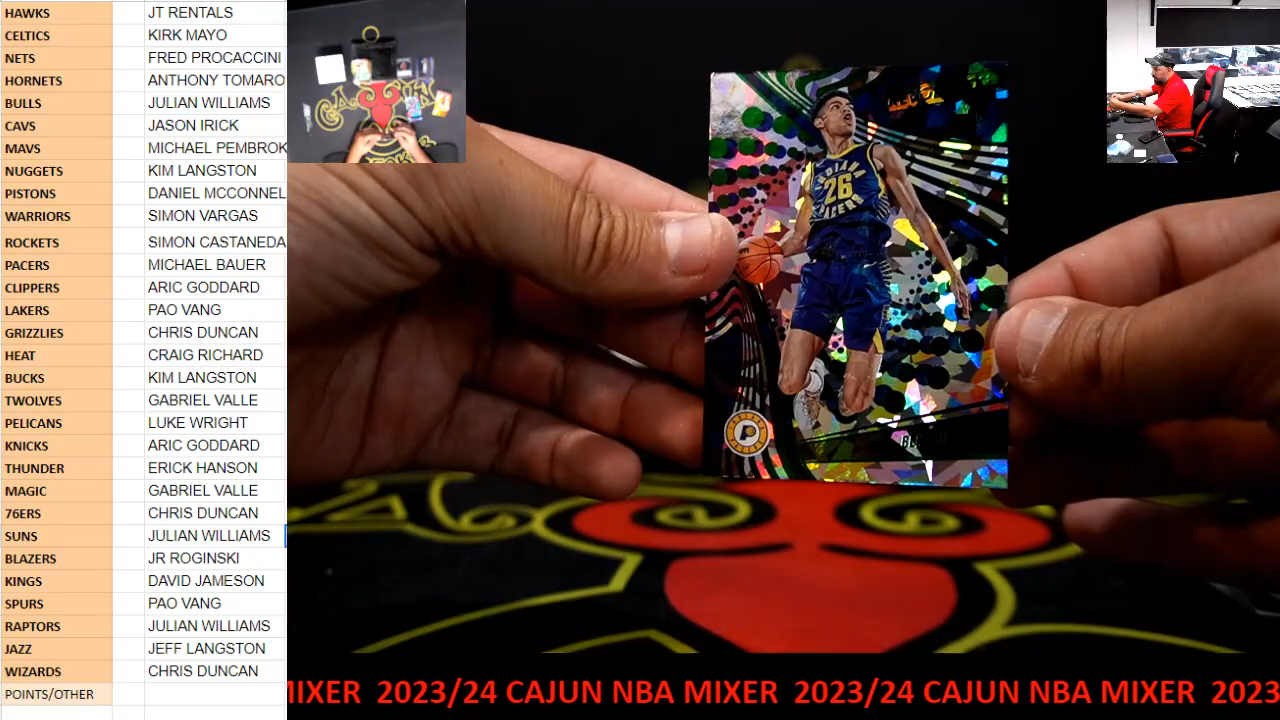 HAWKS JT RENTALS
CELTICS KIRK MAYO
NETS FRED PROCACCINI
HORNETS ANTHONY TOMARO
BULLS JULIAN WILLIAMS
CAVS JASON IRICK
MAVS MICHAEL PEMBROK
NUGGETS KIM LANGSTON
PISTONS DANIEL MCCONNEL
WARRIORS SIMON VARGAS
ROCKETS SIMON CASTANEDA
PACERS MICHAEL BAUER
CLIPPERS ARIC GODDARD
LAKERS PAO VANG
GRIZZLIES CHRIS DUNCAN
HEAT CRAIG RICHARD
BUCKS KIM LANGSTON
TWOLVES GABRIEL VALLE
PELICANS LUKE WRIGHT
KNICKS ARIC GODDARD
THUNDER ERICK HANSON
MAGIC GABRIEL VALLE
76ERS CHRIS DUNCAN
SUNS JULIAN WILLIAMS
BLAZERS JR ROGINSKI
KINGS DAVID JAMESON
SPURS PAO VANG
RAPTORS JULIAN WILLIAMS
JAZZ JEFF LANGSTON
WIZARDS CHRIS DUNCAN
POINTS/OTHER
INDIANA
26
PACERS
MIXER 2023/24 CAJUN NBA MIXER 2023/24 CAJUN NBA MIXER 2023